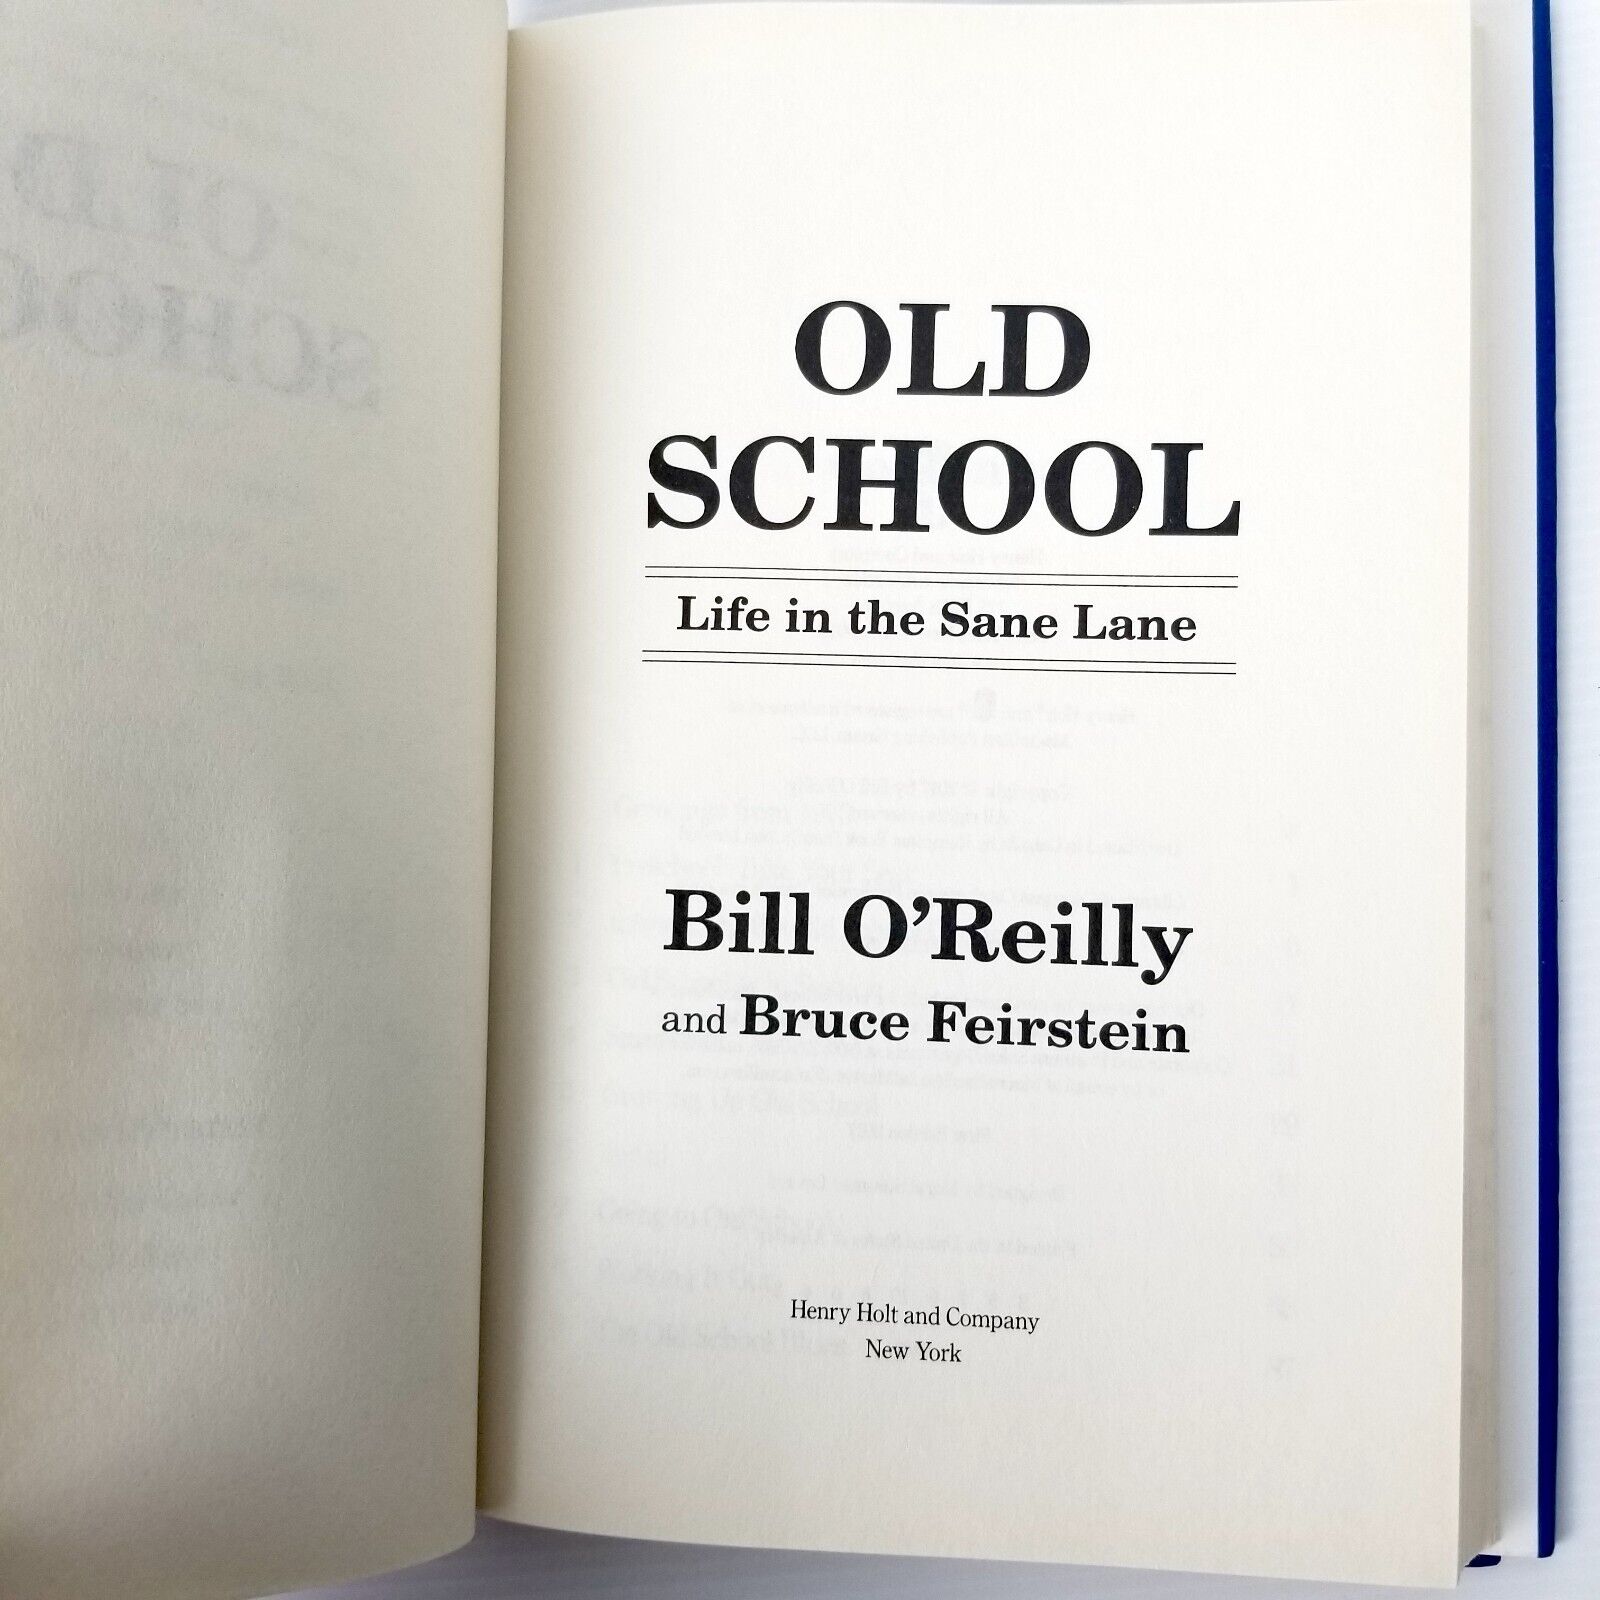 OLD
SCHOOL
Life in the Sane Lane
Bill O'Reilly
and Bruce Feirstein
Henry Holt and Company
New York